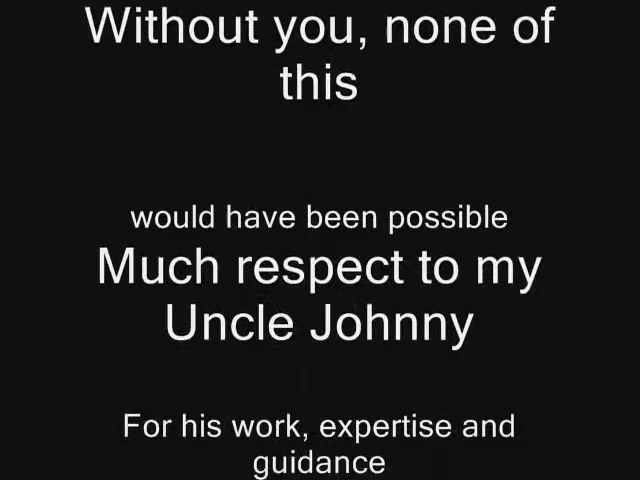 Without you, none of
this
would have been possible
Much respect to my
Uncle Johnny
For his work, expertise and
guidance